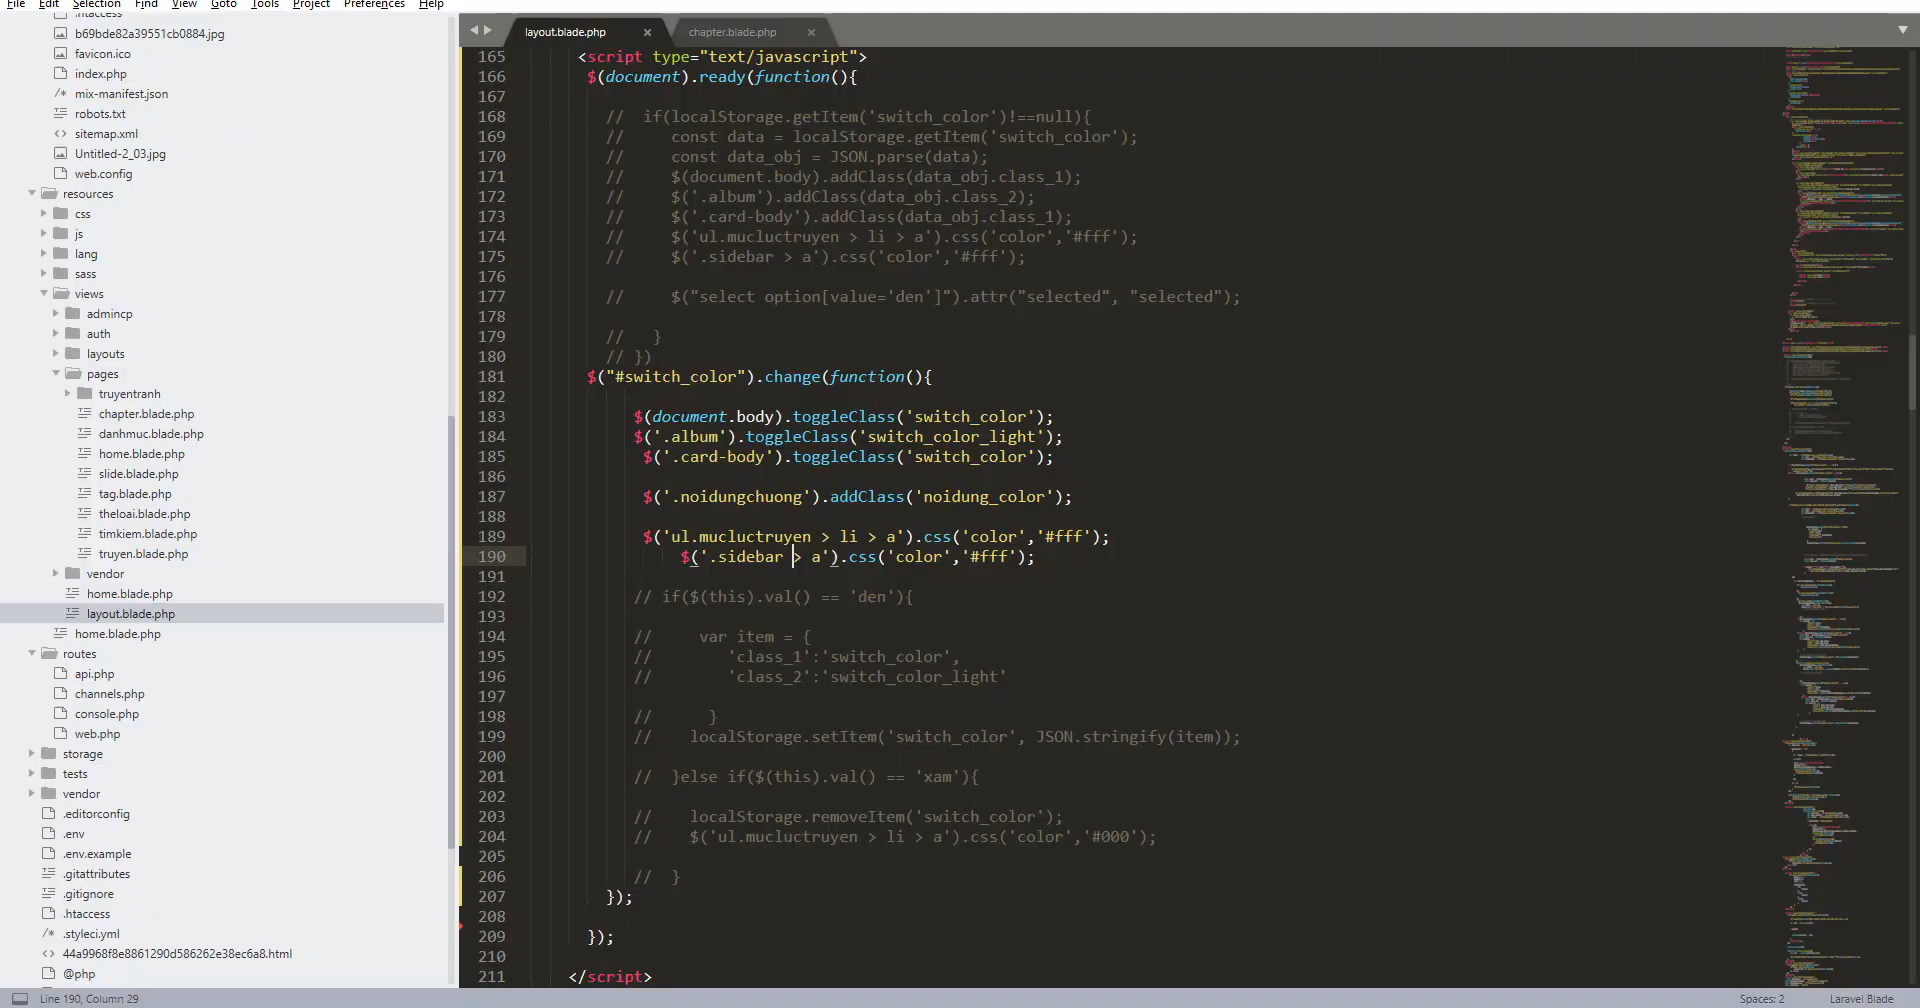 File Edit Selection Find View Goto Tools Project Preferences Help
.htaccess
b69bde82a39551cb0884.jpg
favicon.ico
index.php
/* mix-manifest.json
robots.txt
<> sitemap.xml
Untitled-2_03.jpg
web.config
resources
css
js
lang
sass
views
admincp
auth
layouts
pages
truyentranh
chapter.blade.php
danhmuc.blade.php
home.blade.php
slide.blade.php
tag.blade.php
theloai.blade.php
timkiem.blade.php
truyen.blade.php
vendor
home.blade.php
layout.blade.php
home.blade.php
routes
api.php
channels.php
console.php
web.php
storage
tests
vendor
.editorconfig
.env
.env.example
.gitattributes
.gitignore
.htaccess
/* .styleci.yml
<> 44a9968f8e8861290d586262e38ec6a8.html
@php
layout.blade.php × chapter.blade.php ×
165 <script type="text/javascript">
166 $(document).ready(function(){
167
168 // if(localStorage.getItem('switch_color')!==null){
169 // const data = localStorage.getItem('switch_color');
170 // const data_obj = JSON.parse(data);
171 // $(document.body).addClass(data_obj.class_1);
172 // $('.album').addClass(data_obj.class_2);
173 // $('.card-body').addClass(data_obj.class_1);
174 // $('ul.mucluctruyen > li > a').css('color','#fff');
175 // $('.sidebar > a').css('color','#fff');
176
177 // $("select option[value='den']").attr("selected", "selected");
178
179 // }
180 // })
181 $("#switch_color").change(function(){
182
183 $(document.body).toggleClass('switch_color');
184 $('.album').toggleClass('switch_color_light');
185 $('.card-body').toggleClass('switch_color');
186
187 $('.noidungchuong').addClass('noidung_color');
188
189 $('ul.mucluctruyen > li > a').css('color','#fff');
190 $('.sidebar > a').css('color','#fff');
191
192 // if($(this).val() == 'den'){
193
194 // var item = {
195 // 'class_1':'switch_color',
196 // 'class_2':'switch_color_light'
197
198 // }
199 // localStorage.setItem('switch_color', JSON.stringify(item));
200
201 // }else if($(this).val() == 'xam'){
202
203 // localStorage.removeItem('switch_color');
204 // $('ul.mucluctruyen > li > a').css('color','#000');
205
206 // }
207 });
208
209 });
210
211 </script>
Line 190, Column 29 Spaces: 2 Laravel Blade